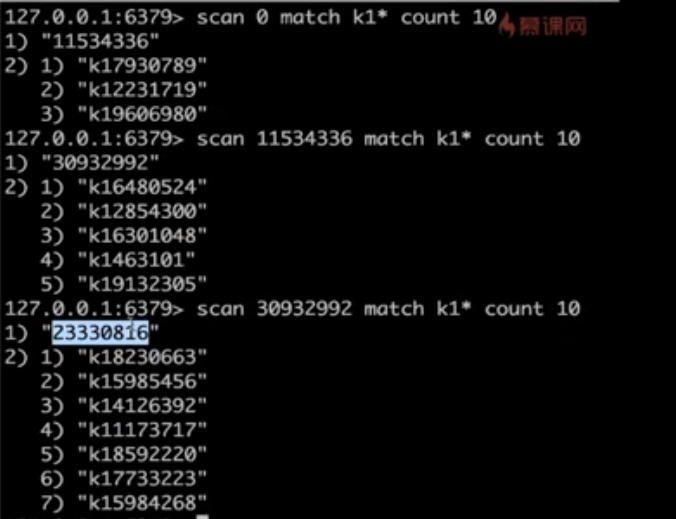 127.0.0.1:6379> scan 0 match k1* count 10
慕课网
1) "11534336"
2) 1) "k17930789"
   2) "k12231719"
   3) "k19606980"
127.0.0.1:6379> scan 11534336 match k1* count 10
1) "30932992"
2) 1) "k16480524"
   2) "k12854300"
   3) "k16301048"
   4) "k1463101"
   5) "k19132305"
127.0.0.1:6379> scan 30932992 match k1* count 10
1) "23330816"
2) 1) "k18230663"
   2) "k15985456"
   3) "k14126392"
   4) "k11173717"
   5) "k18592220"
   6) "k17733223"
   7) "k15984268"